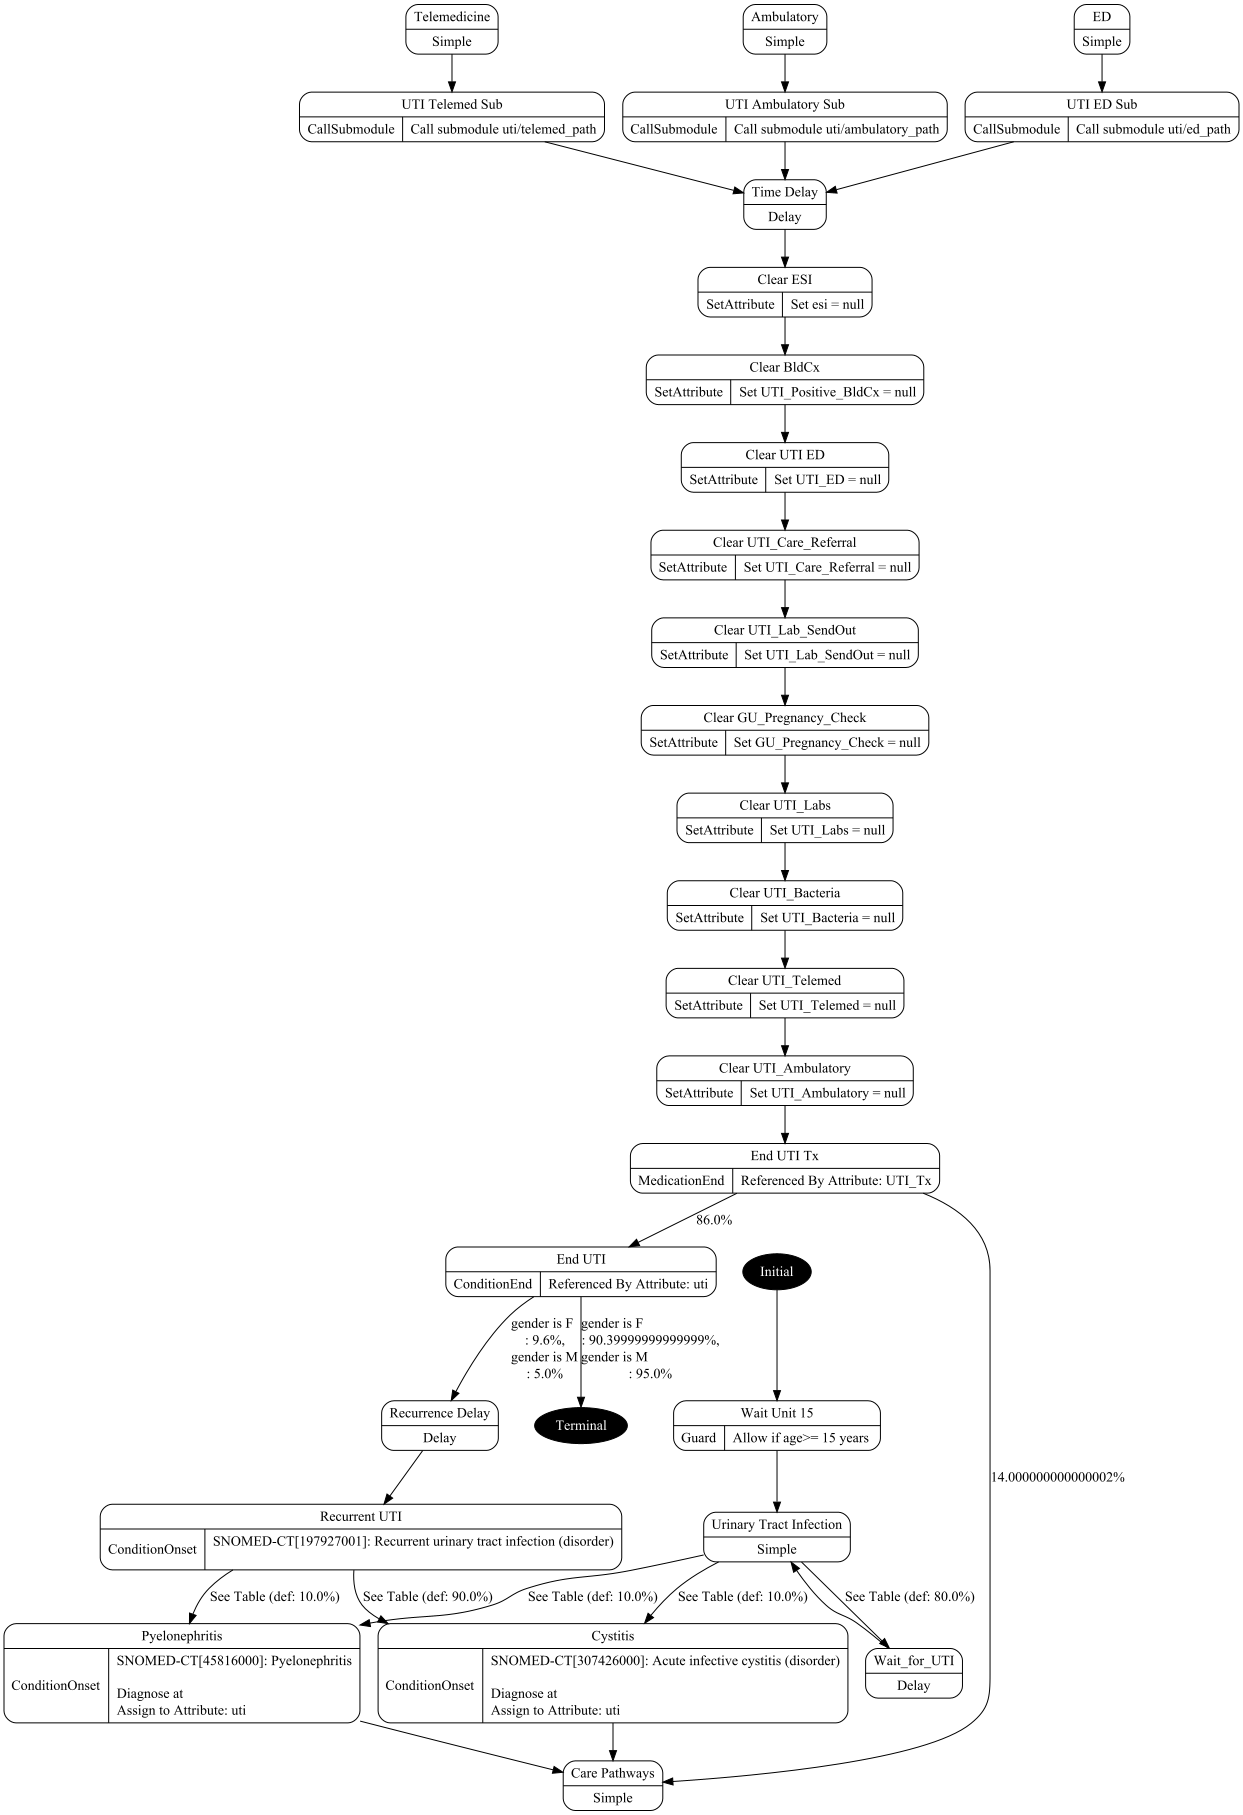 Telemedicine
Simple
Ambulatory
Simple
ED
Simple
UTI Telemed Sub
CallSubmodule
Call submodule uti/telemed_path
UTI Ambulatory Sub
CallSubmodule
Call submodule uti/ambulatory_path
UTI ED Sub
CallSubmodule
Call submodule uti/ed_path
Time Delay
Delay
Clear ESI
SetAttribute
Set esi = null
Clear BldCx
SetAttribute
Set UTI_Positive_BldCx = null
Clear UTI ED
SetAttribute
Set UTI_ED = null
Clear UTI_Care_Referral
SetAttribute
Set UTI_Care_Referral = null
Clear UTI_Lab_SendOut
SetAttribute
Set UTI_Lab_SendOut = null
Clear GU_Pregnancy_Check
SetAttribute
Set GU_Pregnancy_Check = null
Clear UTI_Labs
SetAttribute
Set UTI_Labs = null
Clear UTI_Bacteria
SetAttribute
Set UTI_Bacteria = null
Clear UTI_Telemed
SetAttribute
Set UTI_Telemed = null
Clear UTI_Ambulatory
SetAttribute
Set UTI_Ambulatory = null
End UTI Tx
MedicationEnd
Referenced By Attribute: UTI_Tx
86.0%
End UTI
ConditionEnd
Referenced By Attribute: uti
Initial
gender is F
: 9.6%,
gender is M
: 5.0%
gender is F
: 90.39999999999999%,
gender is M
: 95.0%
Recurrence Delay
Delay
Terminal
Wait Unit 15
Guard
Allow if age>= 15 years
14.000000000000002%
Recurrent UTI
ConditionOnset
SNOMED-CT[197927001]: Recurrent urinary tract infection (disorder)
Urinary Tract Infection
Simple
See Table (def: 10.0%)
See Table (def: 90.0%)
See Table (def: 10.0%)
See Table (def: 10.0%)
See Table (def: 80.0%)
Pyelonephritis
ConditionOnset
SNOMED-CT[45816000]: Pyelonephritis
Diagnose at
Assign to Attribute: uti
Cystitis
ConditionOnset
SNOMED-CT[307426000]: Acute infective cystitis (disorder)
Diagnose at
Assign to Attribute: uti
Wait_for_UTI
Delay
Care Pathways
Simple